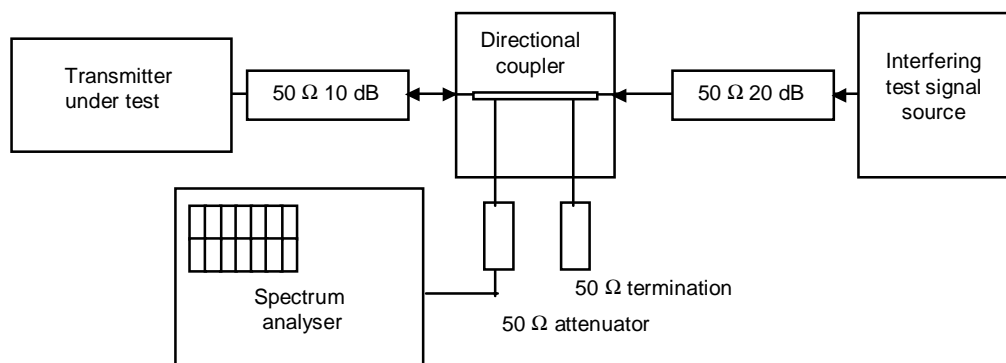 Directional
coupler
Transmitter
under test
50 Ω 10 dB
50 Ω 20 dB
Interfering
test signal
source
Spectrum
analyser
50 Ω termination
50 Ω attenuator